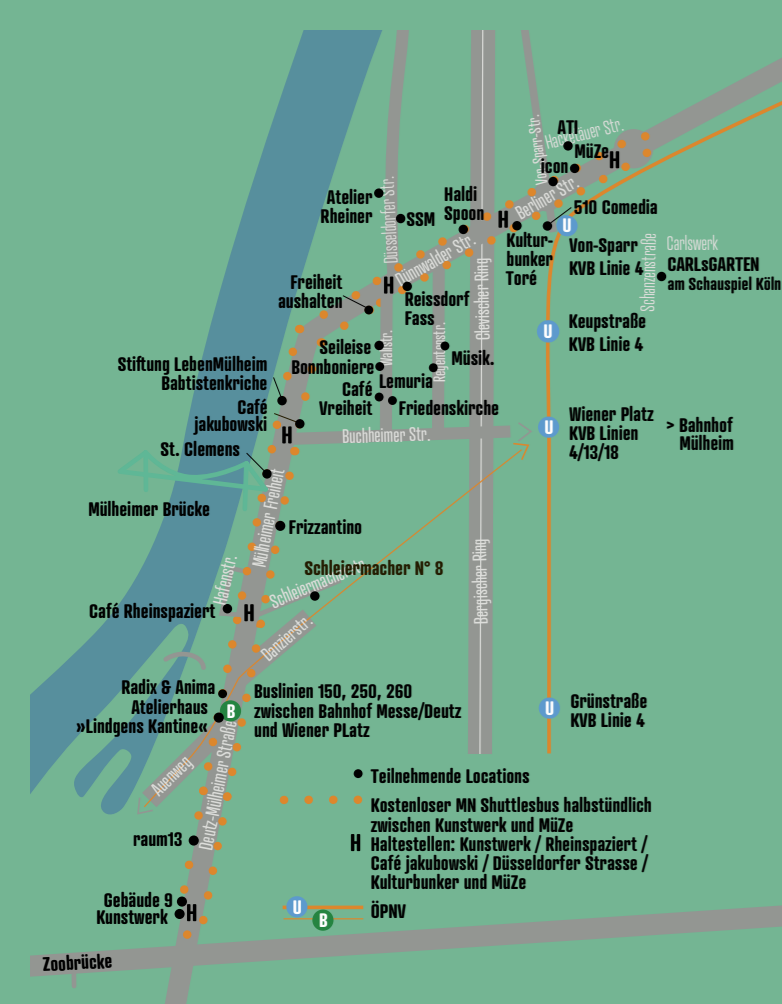 ATI
Hacketäuer Str.
MüZe
H
icon
Von-Sparr-Str.
Berliner Str.
Atelier
Rheiner
SSM
Düsseldorfer Str.
Haldi
Spoon
H
510 Comedia
U
Kultur-
bunker
Toré
Von-Sparr
KVB Linie 4
Schanzenstraße
Carlswerk
CARLsGARTEN
am Schauspiel Köln
Dünnwalder Str.
Clevischer Ring
Freiheit
aushalten
H
Reissdorf
Fass
U
Keupstraße
KVB Linie 4
Seileise
Bonnboniere
Wallstr.
Regentenstr.
Müsik.
Lemuria
Stiftung LebenMülheim
Babtistenkriche
Café
Vreiheit
Friedenskirche
Café
jakubowski
H
Buchheimer Str.
U
Wiener Platz
KVB Linien
4/13/18
> Bahnhof
Mülheim
St. Clemens
Mülheimer Brücke
Mülheimer Freiheit
Frizzantino
Bergischer Ring
Schleiermacher N° 8
Schleiermacherstr.
Hafenstr.
Café Rheinspaziert
H
Danzierstr.
Radix & Anima
Atelierhaus
»Lindgens Kantine«
B
Buslinien 150, 250, 260
zwischen Bahnhof Messe/Deutz
und Wiener PLatz
U
Grünstraße
KVB Linie 4
Auenweg
Deutz-Mülheimer Straße
raum13
Gebäude 9
Kunstwerk
H
Zoobrücke
Teilnehmende Locations
Kostenloser MN Shuttlesbus halbstündlich
zwischen Kunstwerk und MüZe
H Haltestellen: Kunstwerk / Rheinspaziert /
Café jakubowski / Düsseldorfer Strasse /
Kulturbunker und MüZe
U
B
ÖPNV